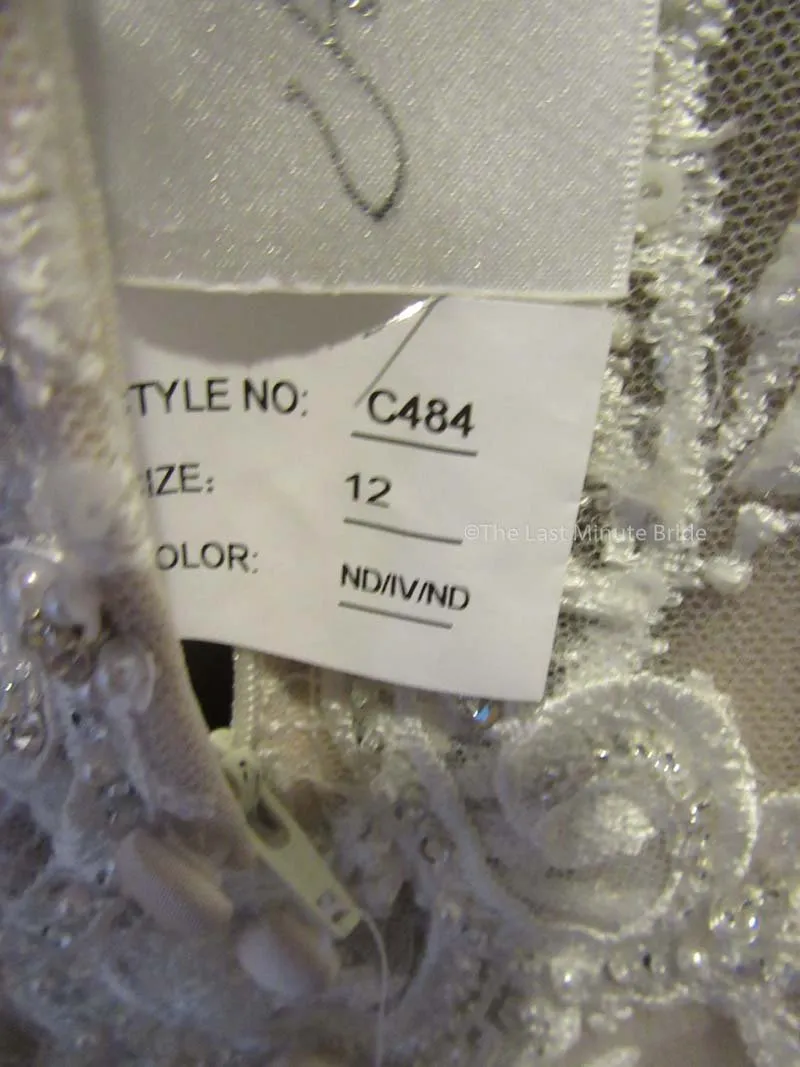 TYLE NO: C484
IZE: 12
OLOR: ND/IV/ND
©The Last Minute Bride